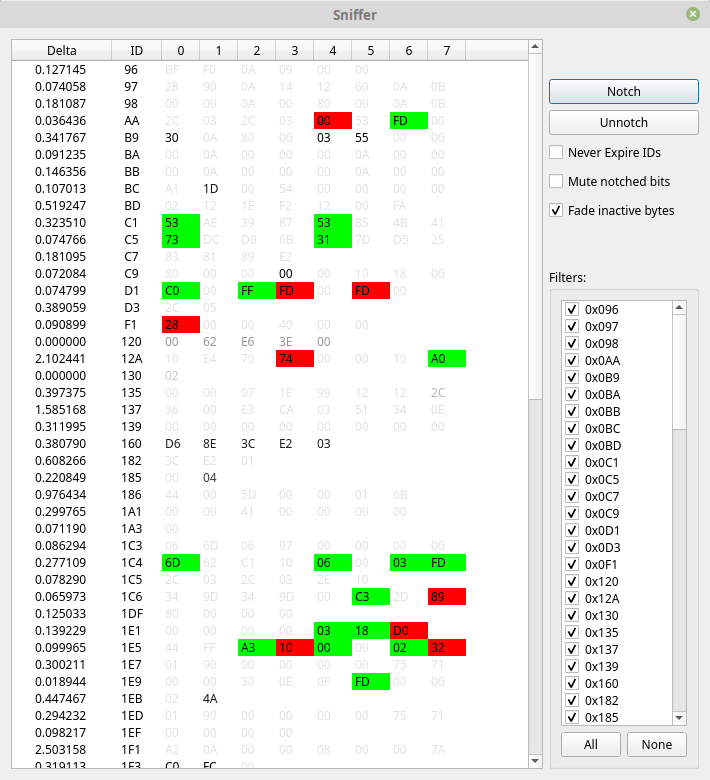 Sniffer
Delta ID 0 1 2 3 4 5 6 7
0.127145 96 BF F0 0A 09 00 00
0.074058 97 28 90 0A 14 12 60 0A 0B
0.181087 98 00 00 0A 00 80 00 0A 0B
0.036436 AA 2C 03 2C 03 00 53 FD 00
0.341767 B9 30 0A 80 00 03 55 00 00
0.091235 BA 00 0A 00 00 00 0A 00 00
0.146356 BB 00 0A 00 00 00 0A 00 00
0.107013 BC A1 1D 00 54 00 00 00 00
0.519247 BD 02 12 1E F2 12 00 FA
0.323510 C1 53 AE 39 87 53 85 4B 41
0.074766 C5 73 DC D0 6B 31 7D D5 25
0.181095 C7 83 81 89 E2
0.072084 C9 80 00 00 00 00 10 18 00
0.074799 D1 C0 00 FF FD 00 FD 00
0.389059 D3 2C 05
0.090899 F1 28 00 00 40 00 00
0.000000 120 00 62 E6 3E 00
2.102441 12A 10 E4 70 74 00 00 10 A0
0.000000 130 02
0.397375 135 00 00 07 1E 99 12 12 2C
1.585168 137 36 00 E3 CA 03 51 34 0E
0.311995 139 00 00 00 00 00 00 00 00
0.380790 160 D6 8E 3C E2 03
0.608266 182 3C E2 01
0.220849 185 00 04
0.976434 186 44 00 5D 00 00 01 6B
0.299765 1A1 00 00 41 00 00 00 00
0.071190 1A3 00
0.086294 1C3 06 6D 06 97 00 00 00 00
0.277109 1C4 6D 62 C1 10 06 00 03 FD
0.078290 1C5 2C 03 2C 03 2E 10
0.065973 1C6 34 9D 34 9D 00 C3 2D 89
0.125033 1DF 80 00 00 00
0.139229 1E1 00 00 00 00 03 18 D0
0.099965 1E5 44 FF A3 10 00 00 02 32
0.300211 1E7 01 90 00 00 00 00 75 71
0.018944 1E9 00 00 30 0E 0F FD 00 00
0.447467 1EB 02 4A
0.294232 1ED 01 90 00 00 00 00 75 71
0.098217 1EF 00 00 00 00
2.503158 1F1 A2 0A 00 00 08 00 00 7A
0.319113 1F3 C0 FC 00
Notch
Unnotch
Never Expire IDs
Mute notched bits
Fade inactive bytes
Filters:
0x096
0x097
0x098
0x0AA
0x0B9
0x0BA
0x0BB
0x0BC
0x0BD
0x0C1
0x0C5
0x0C7
0x0C9
0x0D1
0x0D3
0x0F1
0x120
0x12A
0x130
0x135
0x137
0x139
0x160
0x182
0x185
All None